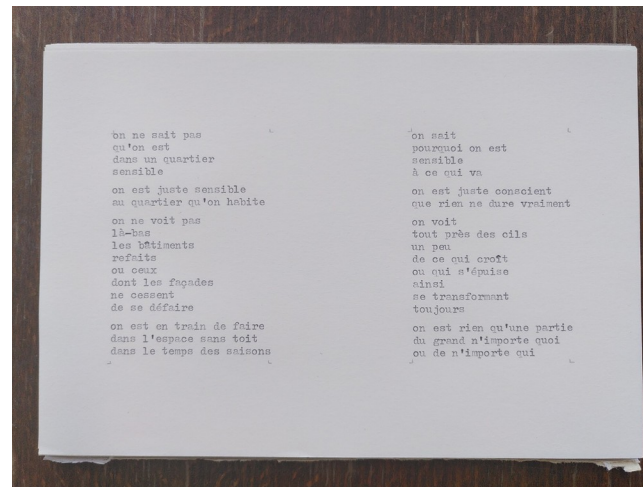 on ne sait pas
qu'on est
dans un quartier
sensible
on est juste sensible
au quartier qu'on habite
on ne voit pas
là-bas
les bâtiments
refaits
ou ceux
dont les façades
ne cessent
de se défaire
on est en train de faire
dans l'espace sans toit
dans le temps des saisons
on sait
pourquoi on est
sensible
à ce qui va
on est juste conscient
que rien ne dure vraiment
on voit
tout près des cils
un peu
de ce qui croît
ou qui s'épuise
ainsi
se transformant
toujours
on est rien qu'une partie
du grand n'importe quoi
ou de n'importe qui